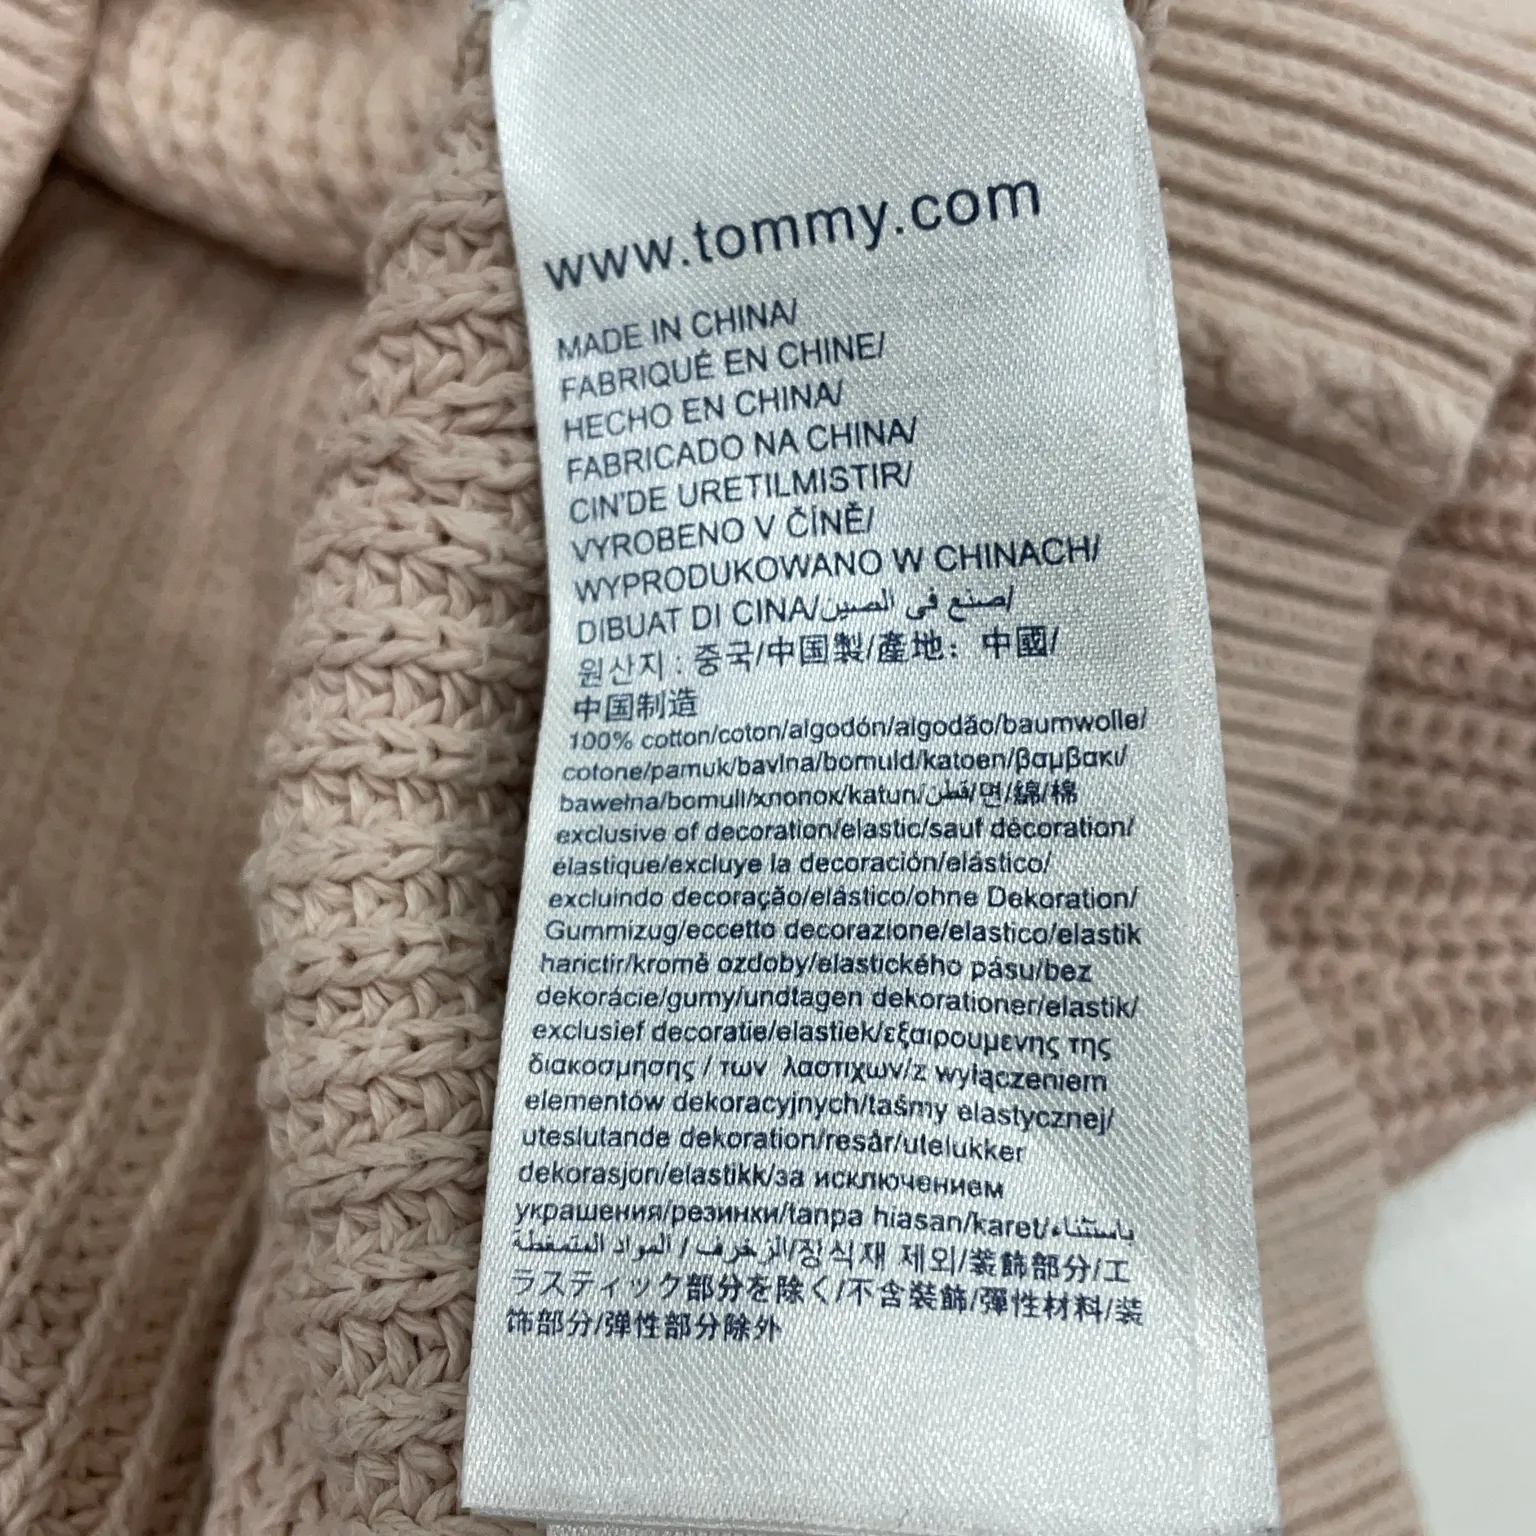 www.tommy.com
MADE IN CHINA/
FABRIQUÉ EN CHINE/
HECHO EN CHINA/
FABRICADO NA CHINA/
CIN'DE URETILMISTIR/
VYROBENO V ČÍNĚ/
WYPRODUKOWANO W CHINACH/
DIBUAT DI CINA/صنع في الصين/
원산지 : 중국/中国製/產地：中國/
中国制造
100% cotton/coton/algodón/algodão/baumwolle/
cotone/pamuk/bavlna/bomuld/katoen/βαμβακι/
bawełna/bomull/хлопок/katun/قطن/면/綿/棉
exclusive of decoration/elastic/sauf décoration/
élastique/excluye la decoración/elástico/
excluindo decoração/elástico/ohne Dekoration/
Gummizug/eccetto decorazione/elastico/elastik
harictir/kromě ozdoby/elastického pásu/bez
dekorácie/gumy/undtagen dekorationer/elastik/
exclusief decoratie/elastiek/εξαιρουμενης της
διακοσμησης / των λαστιχων/z wyłączeniem
elementów dekoracyjnych/taśmy elastycznej/
uteslutande dekoration/resår/utelukker
dekorasjon/elastikk/за исключением
украшения/резинки/tanpa hiasan/karet/باستثناء
الزخرف / المواد المتمغطة/장식재 제외/装飾部分/エ
ラスティック部分を除く/不含裝飾/彈性材料/装
饰部分/弹性部分除外